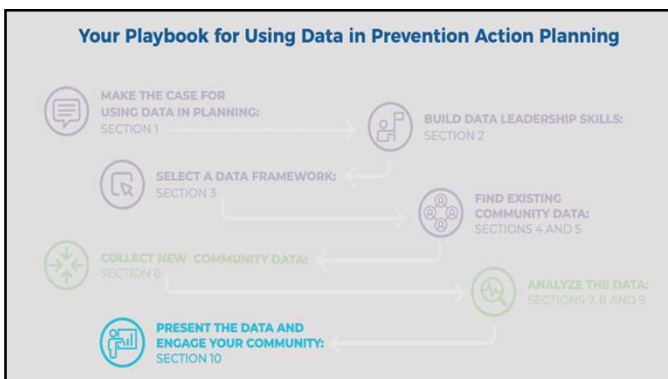 Your Playbook for Using Data in Prevention Action Planning
MAKE THE CASE FOR
USING DATA IN PLANNING:
SECTION 1
BUILD DATA LEADERSHIP SKILLS:
SECTION 2
SELECT A DATA FRAMEWORK:
SECTION 3
FIND EXISTING
COMMUNITY DATA:
SECTIONS 4 AND 5
COLLECT NEW COMMUNITY DATA:
SECTION 6
ANALYZE THE DATA:
SECTIONS 7, 8 AND 9
PRESENT THE DATA AND
ENGAGE YOUR COMMUNITY:
SECTION 10